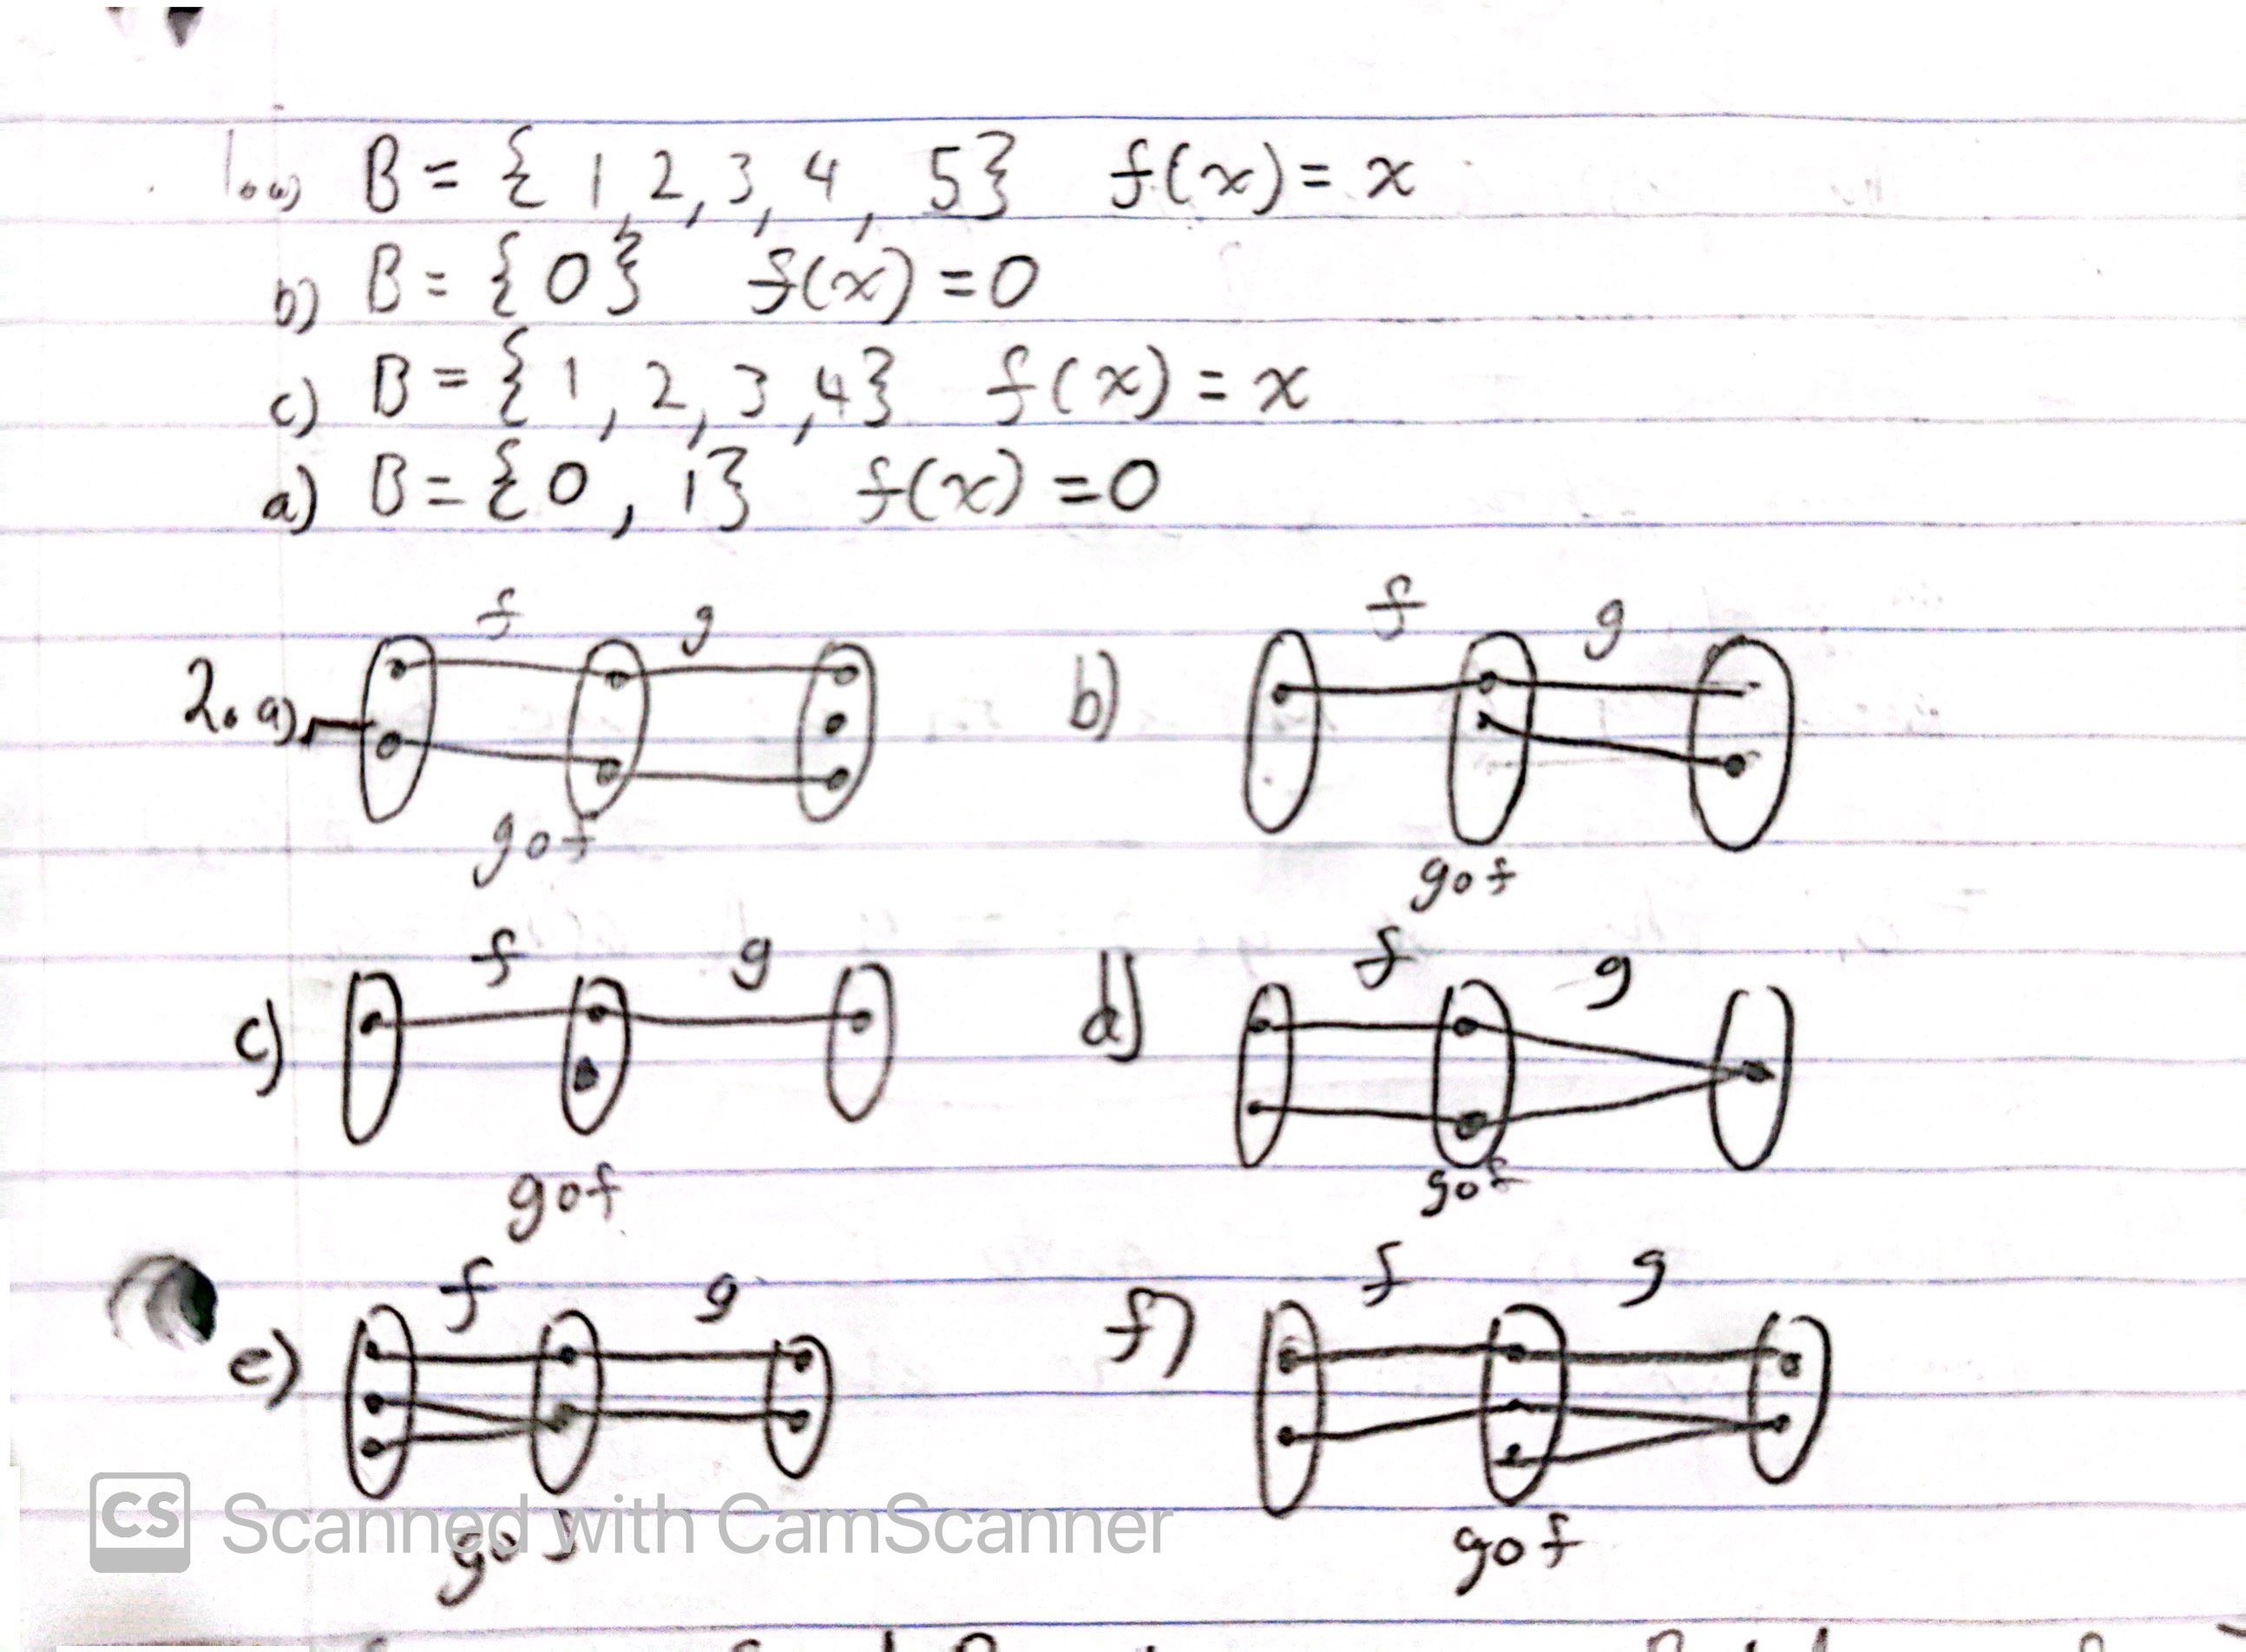 1.a) B = { 1, 2, 3, 4, 5} f(x) = x
b) B = {0} f(x) = 0
c) B = {1, 2, 3, 4} f(x) = x
a) B = {0, 1} f(x) = 0
f g f g
2. a) b)
gof gof
f g f g
c) d)
gof gof
f g f g
e) f)
gof gof
CS Scanned with CamScanner